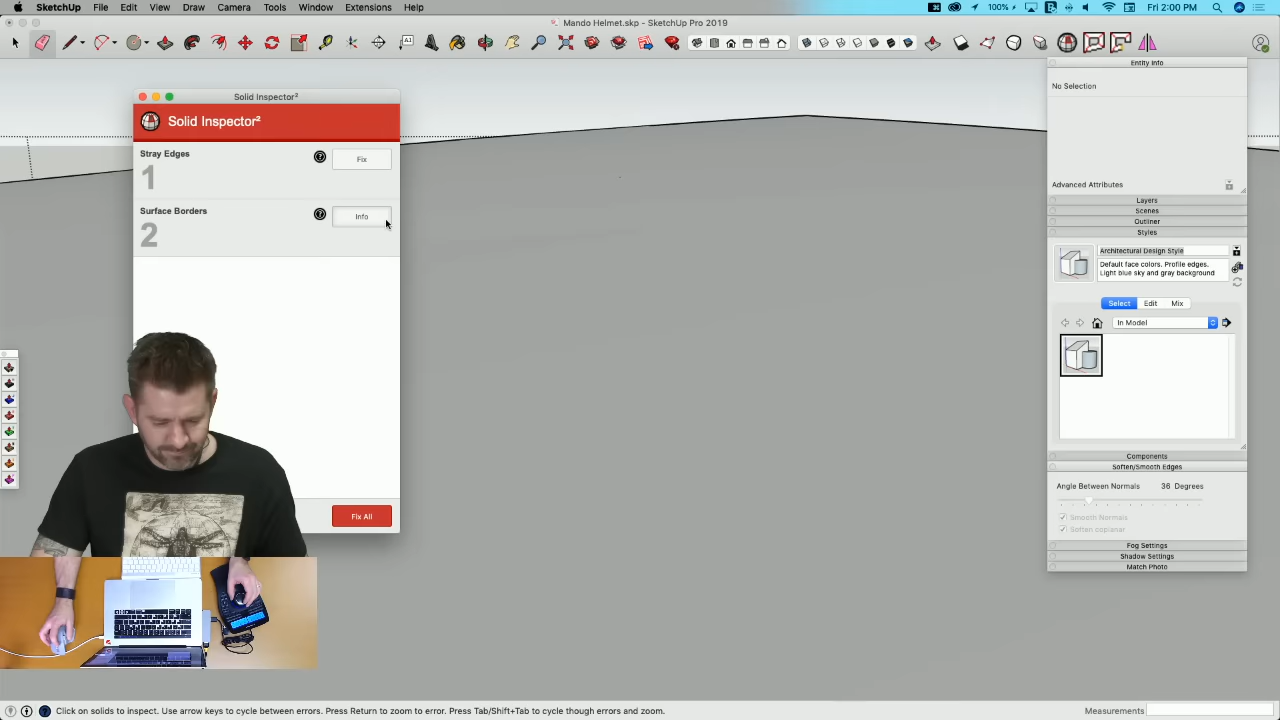 SketchUp File Edit View Draw Camera Tools Window Extensions Help
100% Fri 2:00 PM
Mando Helmet.skp - SketchUp Pro 2019
Solid Inspector²
Solid Inspector²
Stray Edges
Fix
1
Surface Borders
Info
2
Fix All
Entity Info
No Selection
Advanced Attributes
Layers
Scenes
Outliner
Styles
Architectural Design Style
Default face colors. Profile edges.
Light blue sky and gray background
Select Edit Mix
In Model
Components
Soften/Smooth Edges
Angle Between Normals 36 Degrees
Smooth Normals
Soften coplanar
Fog Settings
Shadow Settings
Match Photo
Click on solids to inspect. Use arrow keys to cycle between errors. Press Return to zoom to error. Press Tab/Shift+Tab to cycle though errors and zoom.
Measurements